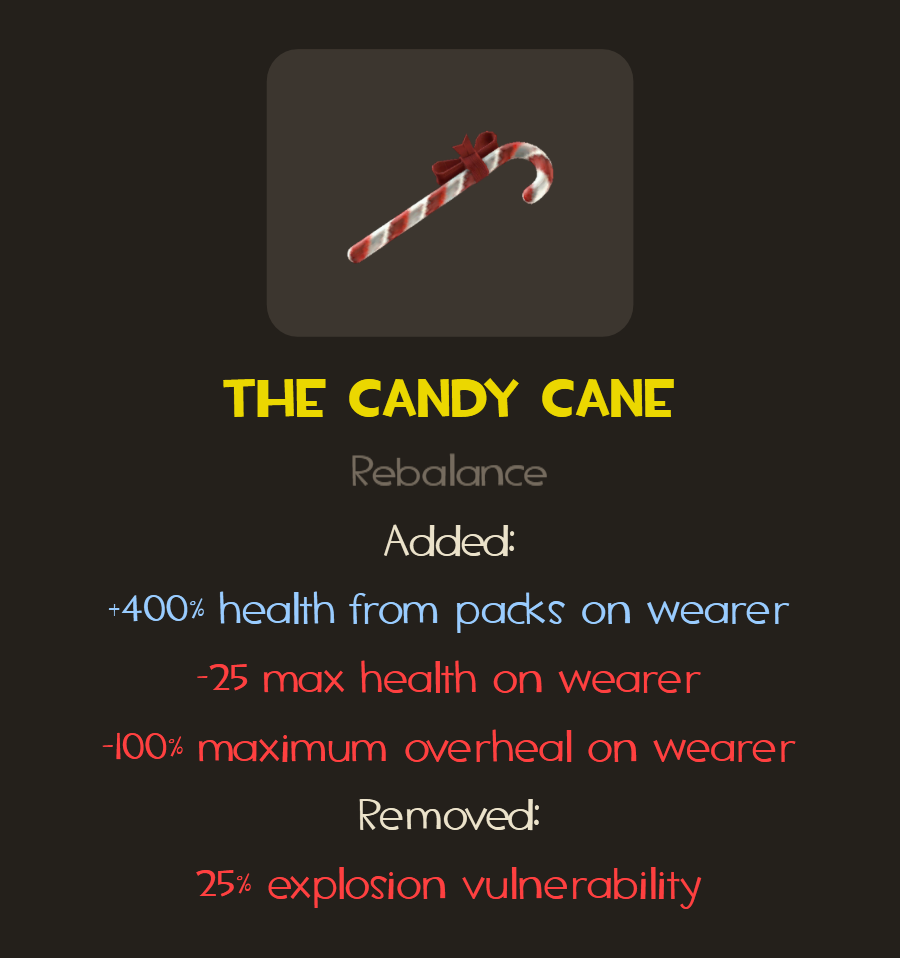 THE CANDY CANE
Rebalance
Added:
+400% health from packs on wearer
-25 max health on wearer
-100% maximum overheal on wearer
Removed:
25% explosion vulnerability